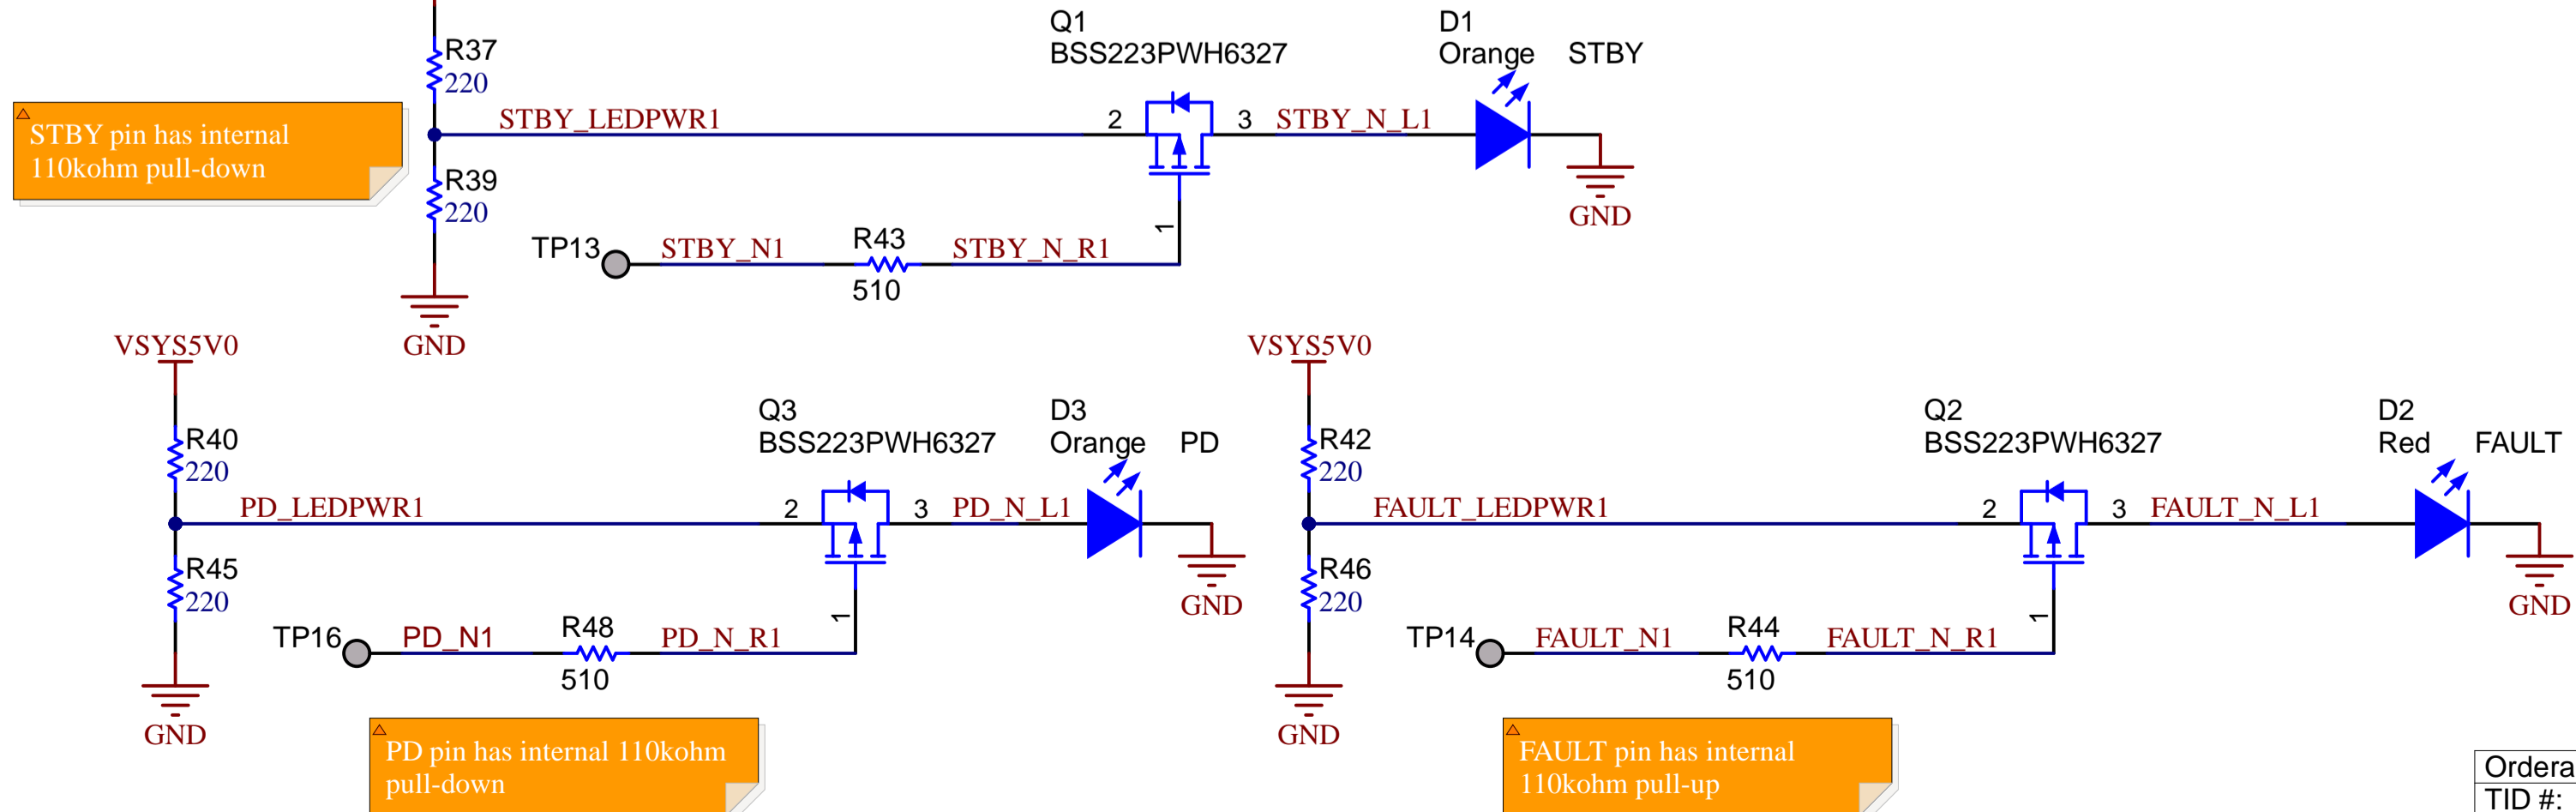 R37
220
Q1
BSS223PWH6327
D1
Orange STBY
STBY pin has internal
110kohm pull-down
STBY_LEDPWR1
2
3
STBY_N_L1
R39
220
GND
TP13
STBY_N1
R43
510
STBY_N_R1
1
GND
VSYS5V0
R40
220
Q3
BSS223PWH6327
D3
Orange PD
PD_LEDPWR1
2
3
PD_N_L1
R45
220
GND
TP16
PD_N1
R48
510
PD_N_R1
1
GND
PD pin has internal 110kohm
pull-down
VSYS5V0
R42
220
Q2
BSS223PWH6327
D2
Red FAULT
FAULT_LEDPWR1
2
3
FAULT_N_L1
R46
220
GND
TP14
FAULT_N1
R44
510
FAULT_N_R1
1
GND
FAULT pin has internal
110kohm pull-up
Ordera
TID #: